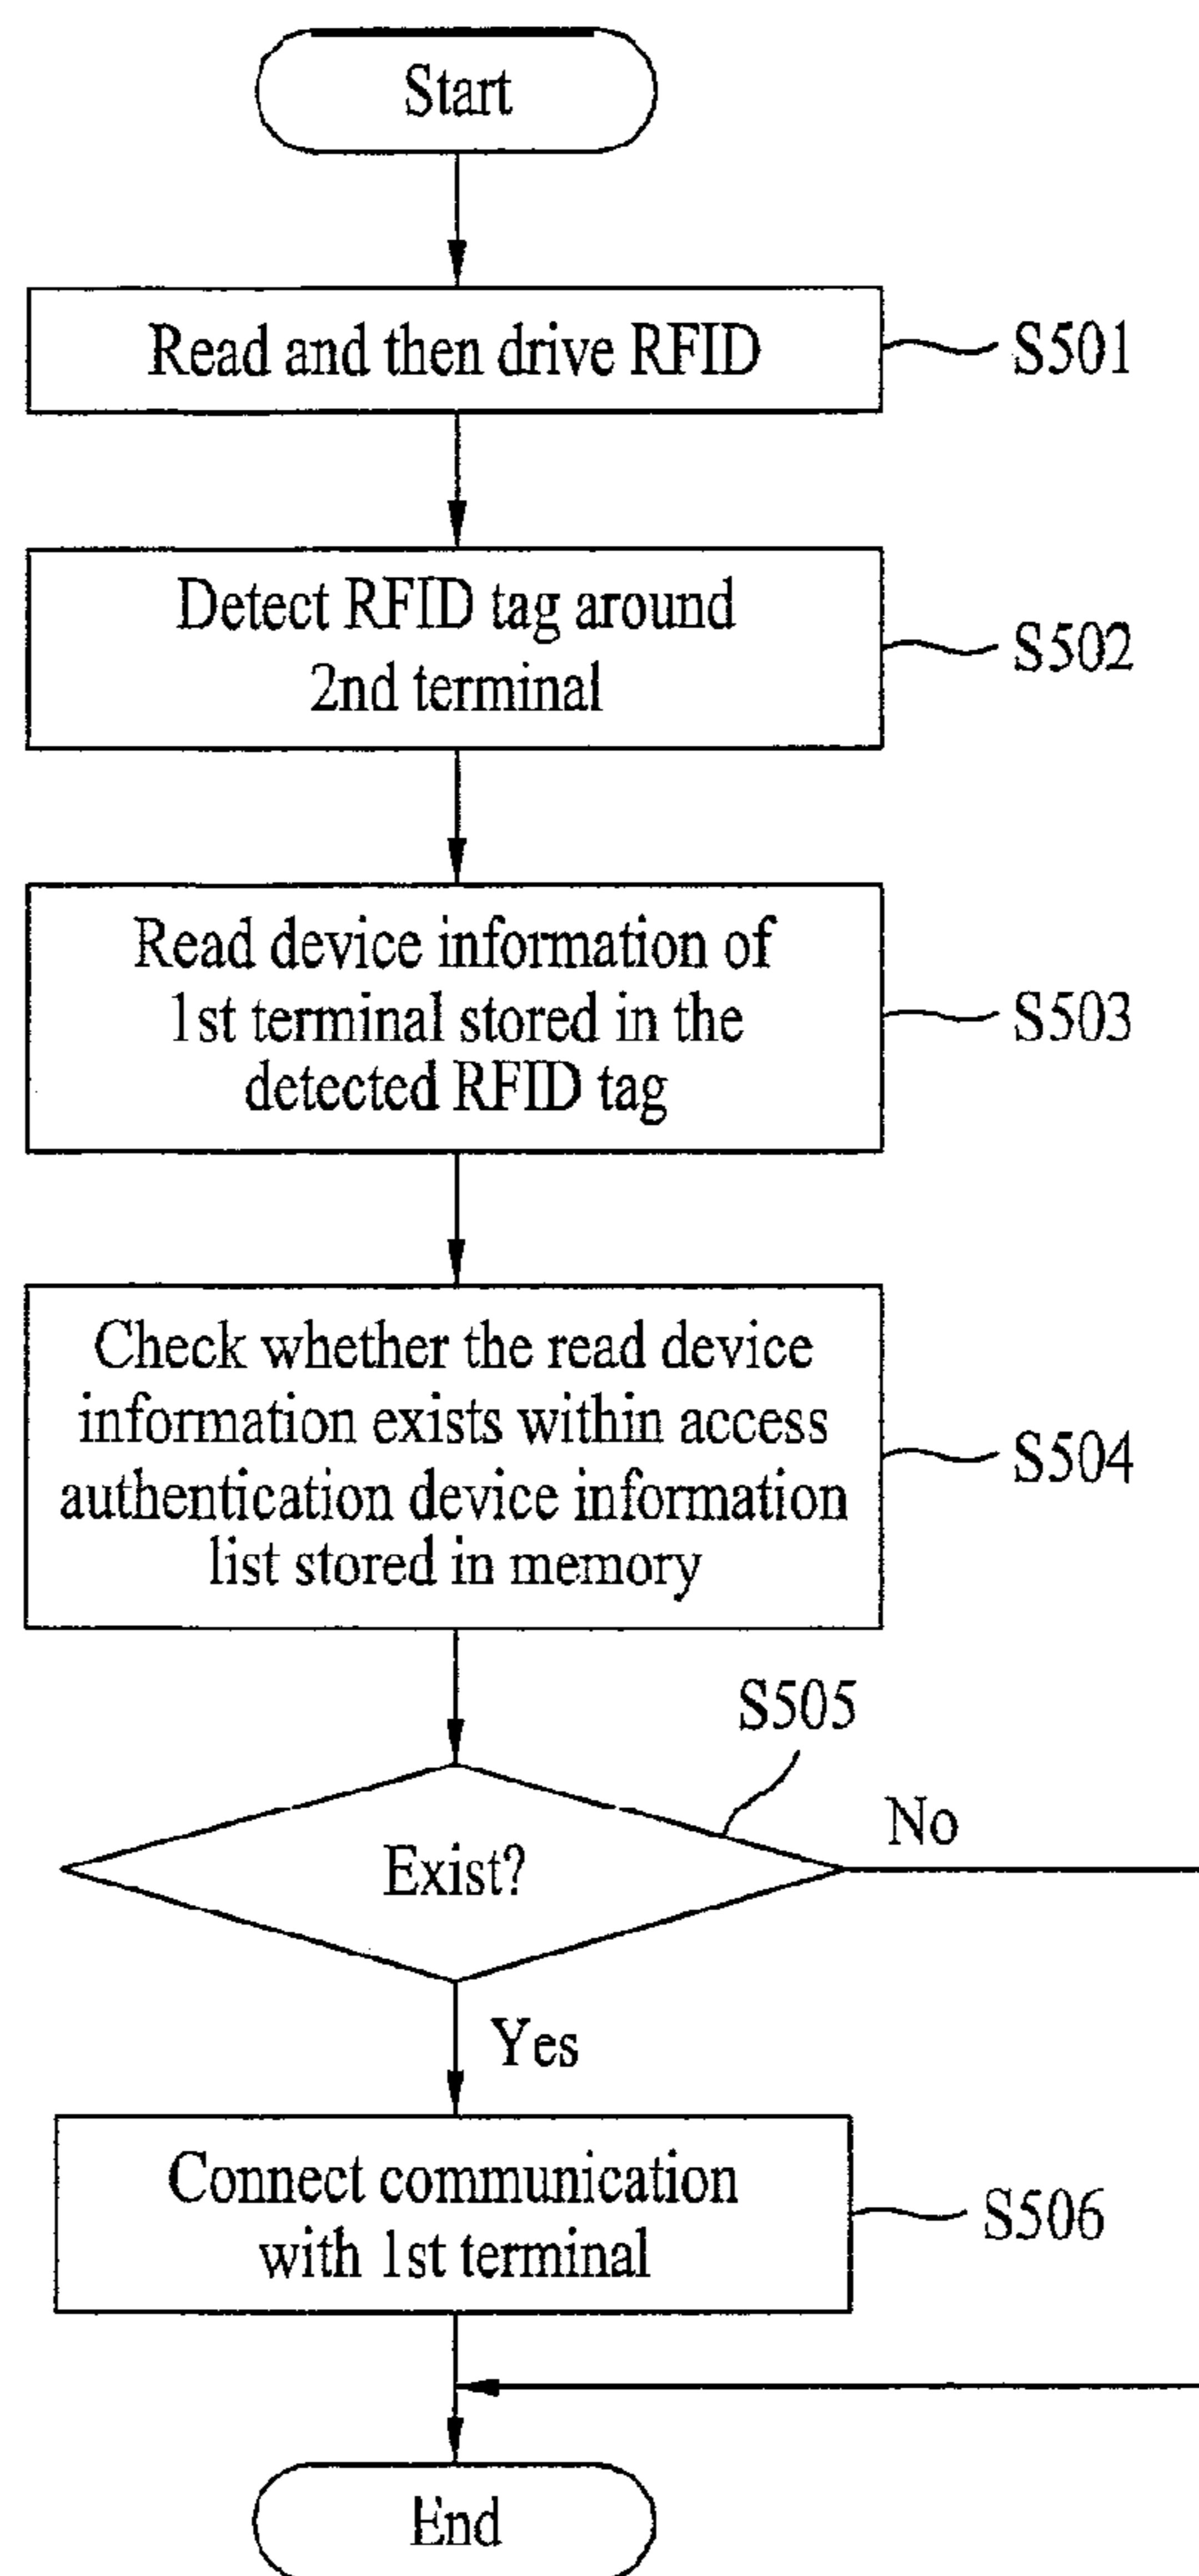 Start
Read and then drive RFID
S501
Detect RFID tag around
2nd terminal
S502
Read device information of
1st terminal stored in the
detected RFID tag
S503
Check whether the read device
information exists within access
authentication device information
list stored in memory
S504
S505
Exist?
No
Yes
Connect communication
with 1st terminal
S506
End